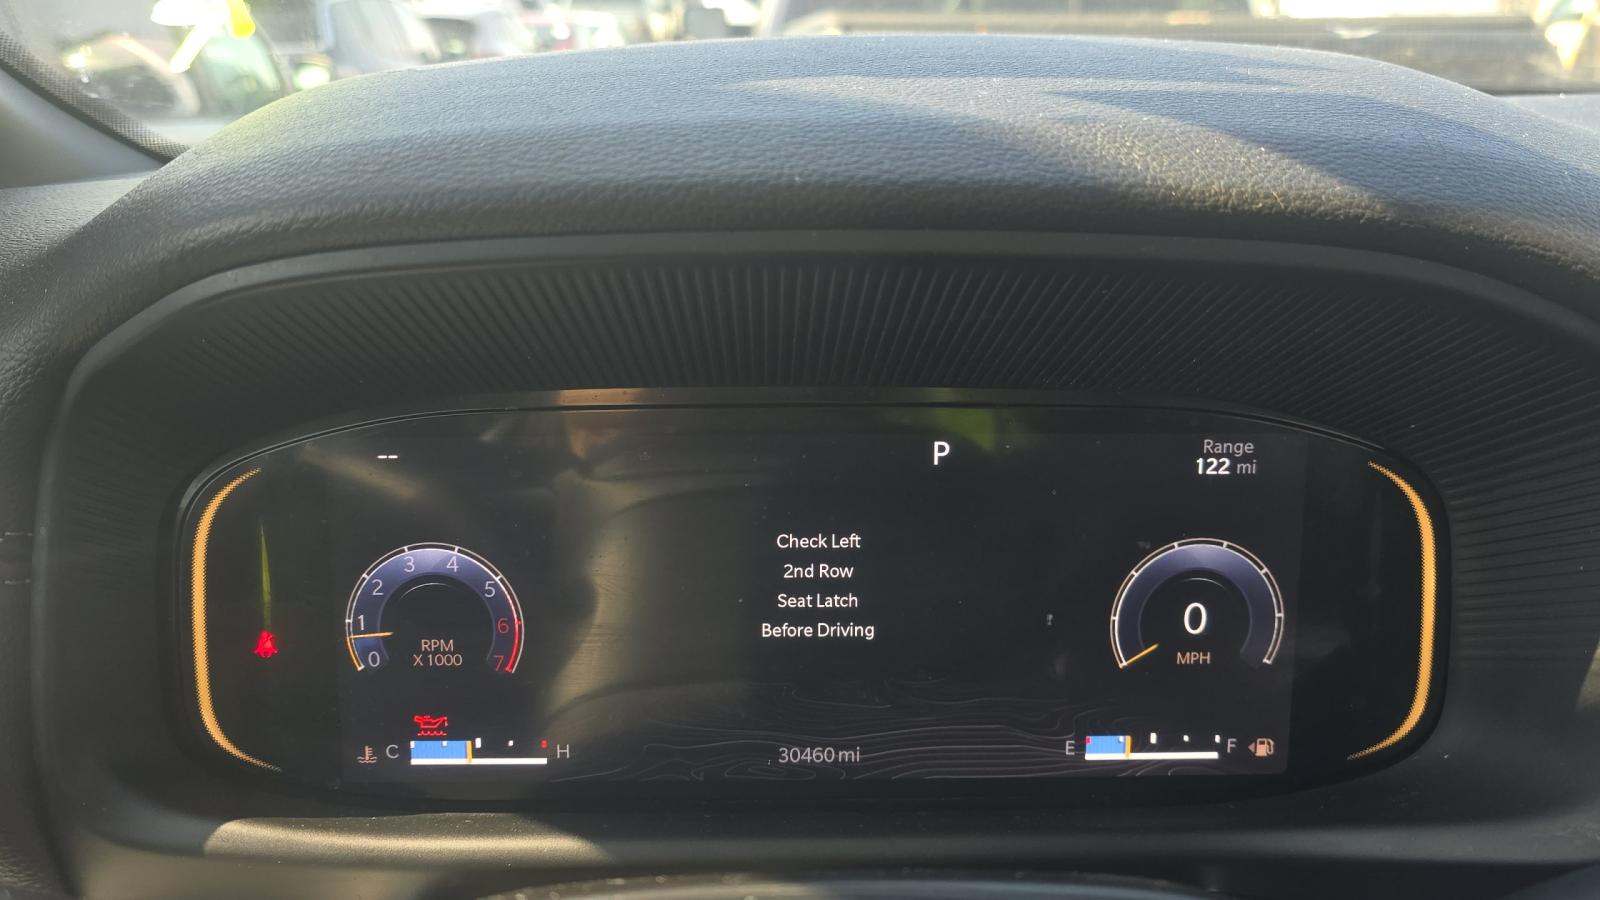 --
P
Range
122 mi
Check Left
2nd Row
Seat Latch
Before Driving
0 1 2 3 4 5 6 7
RPM
X 1000
0
MPH
C H
30460 mi
E F